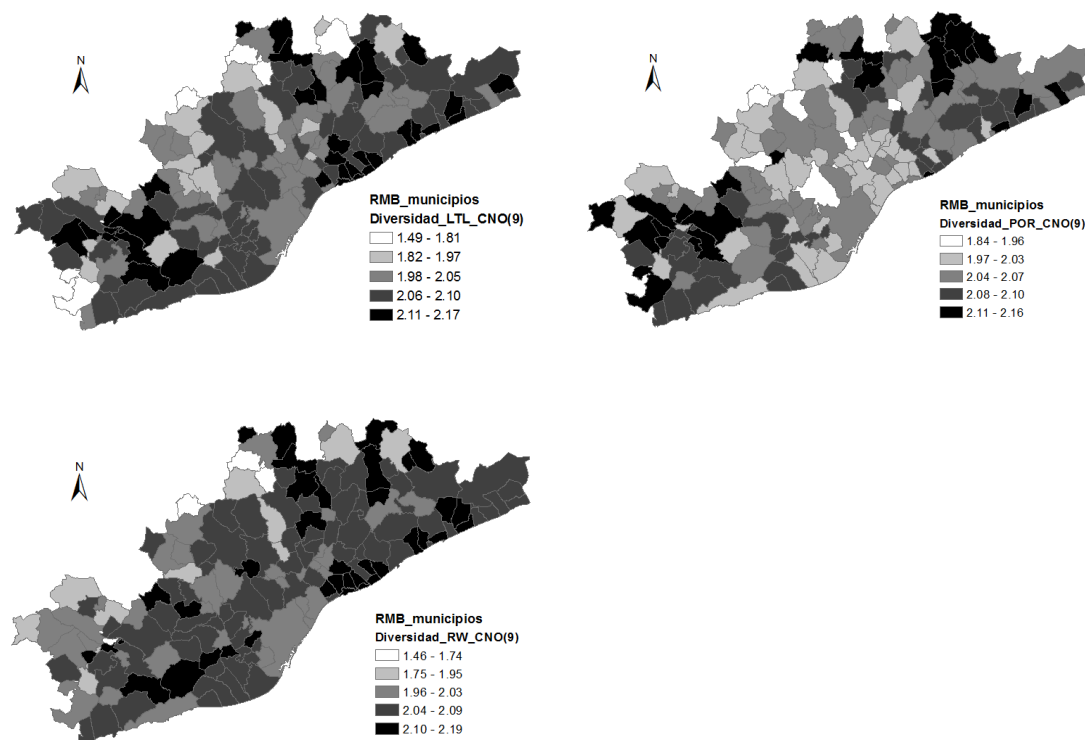 N
RMB_municipios
Diversidad_LTL_CNO(9)
1.49 - 1.81
1.82 - 1.97
1.98 - 2.05
2.06 - 2.10
2.11 - 2.17
N
RMB_municipios
Diversidad_POR_CNO(9)
1.84 - 1.96
1.97 - 2.03
2.04 - 2.07
2.08 - 2.10
2.11 - 2.16
N
RMB_municipios
Diversidad_RW_CNO(9)
1.46 - 1.74
1.75 - 1.95
1.96 - 2.03
2.04 - 2.09
2.10 - 2.19